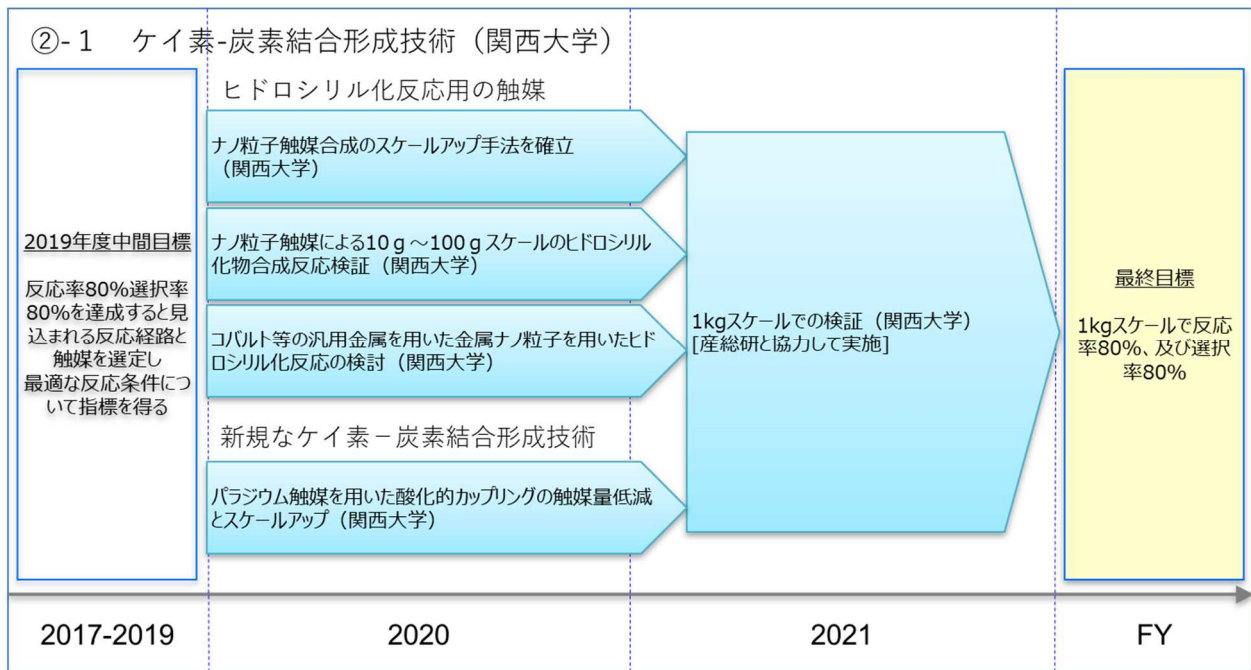 ②-1 ケイ素-炭素結合形成技術（関西大学）
ヒドロシリル化反応用の触媒
2019年度中間目標
反応率80%選択率
80%を達成すると見
込まれる反応経路と
触媒を選定し
最適な反応条件につ
いて指標を得る
ナノ粒子触媒合成のスケールアップ手法を確立
（関西大学）
ナノ粒子触媒による10ｇ～100ｇスケールのヒドロシリル
化物合成反応検証（関西大学）
コバルト等の汎用金属を用いた金属ナノ粒子を用いたヒド
ロシリル化反応の検討（関西大学）
新規なケイ素－炭素結合形成技術
パラジウム触媒を用いた酸化的カップリングの触媒量低減
とスケールアップ（関西大学）
1kgスケールでの検証（関西大学）
[産総研と協力して実施]
最終目標
1kgスケールで反応
率80%、及び選択
率80%
2017-2019
2020
2021
FY